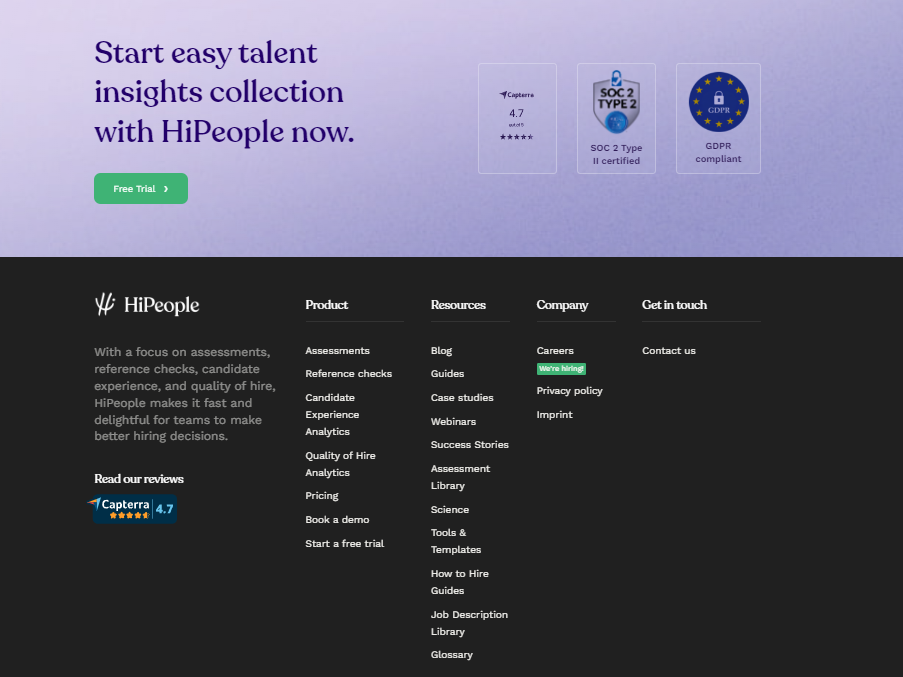 Start easy talent
insights collection
with HiPeople now.
Free Trial ›
Capterra
4.7
out of 5
SOC 2
TYPE 2
SOC 2 Type
II certified
GDPR
GDPR
compliant
HiPeople
With a focus on assessments,
reference checks, candidate
experience, and quality of hire,
HiPeople makes it fast and
delightful for teams to make
better hiring decisions.
Read our reviews
Capterra 4.7
Product
Assessments
Reference checks
Candidate
Experience
Analytics
Quality of Hire
Analytics
Pricing
Book a demo
Start a free trial
Resources
Blog
Guides
Case studies
Webinars
Success Stories
Assessment
Library
Science
Tools &
Templates
How to Hire
Guides
Job Description
Library
Glossary
Company
Careers
We're hiring!
Privacy policy
Imprint
Get in touch
Contact us